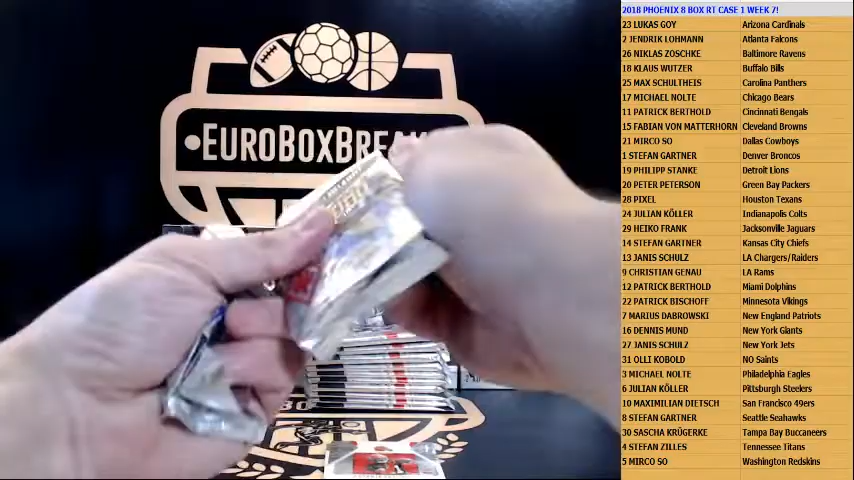 EUROBOXBREA
2018 PHOENIX 8 BOX RT CASE 1 WEEK 7!
23 LUKAS GOY Arizona Cardinals
2 JENDRIK LOHMANN Atlanta Falcons
26 NIKLAS ZOSCHKE Baltimore Ravens
18 KLAUS WUTZER Buffalo Bills
25 MAX SCHULTHEIS Carolina Panthers
17 MICHAEL NOLTE Chicago Bears
11 PATRICK BERTHOLD Cincinnati Bengals
15 FABIAN VON MATTERHORN Cleveland Browns
21 MIRCO SO Dallas Cowboys
1 STEFAN GARTNER Denver Broncos
19 PHILIPP STANKE Detroit Lions
20 PETER PETERSON Green Bay Packers
28 PIXEL Houston Texans
24 JULIAN KÖLLER Indianapolis Colts
29 HEIKO FRANK Jacksonville Jaguars
14 STEFAN GARTNER Kansas City Chiefs
13 JANIS SCHULZ LA Chargers/Raiders
9 CHRISTIAN GENAU LA Rams
12 PATRICK BERTHOLD Miami Dolphins
22 PATRICK BISCHOFF Minnesota Vikings
7 MARIUS DABROWSKI New England Patriots
16 DENNIS MUND New York Giants
27 JANIS SCHULZ New York Jets
31 OLLI KOBOLD NO Saints
3 MICHAEL NOLTE Philadelphia Eagles
6 JULIAN KÖLLER Pittsburgh Steelers
10 MAXIMILIAN DIETSCH San Francisco 49ers
8 STEFAN GARTNER Seattle Seahawks
30 SASCHA KRÜGERKE Tampa Bay Buccaneers
4 STEFAN ZILLES Tennessee Titans
5 MIRCO SO Washington Redskins